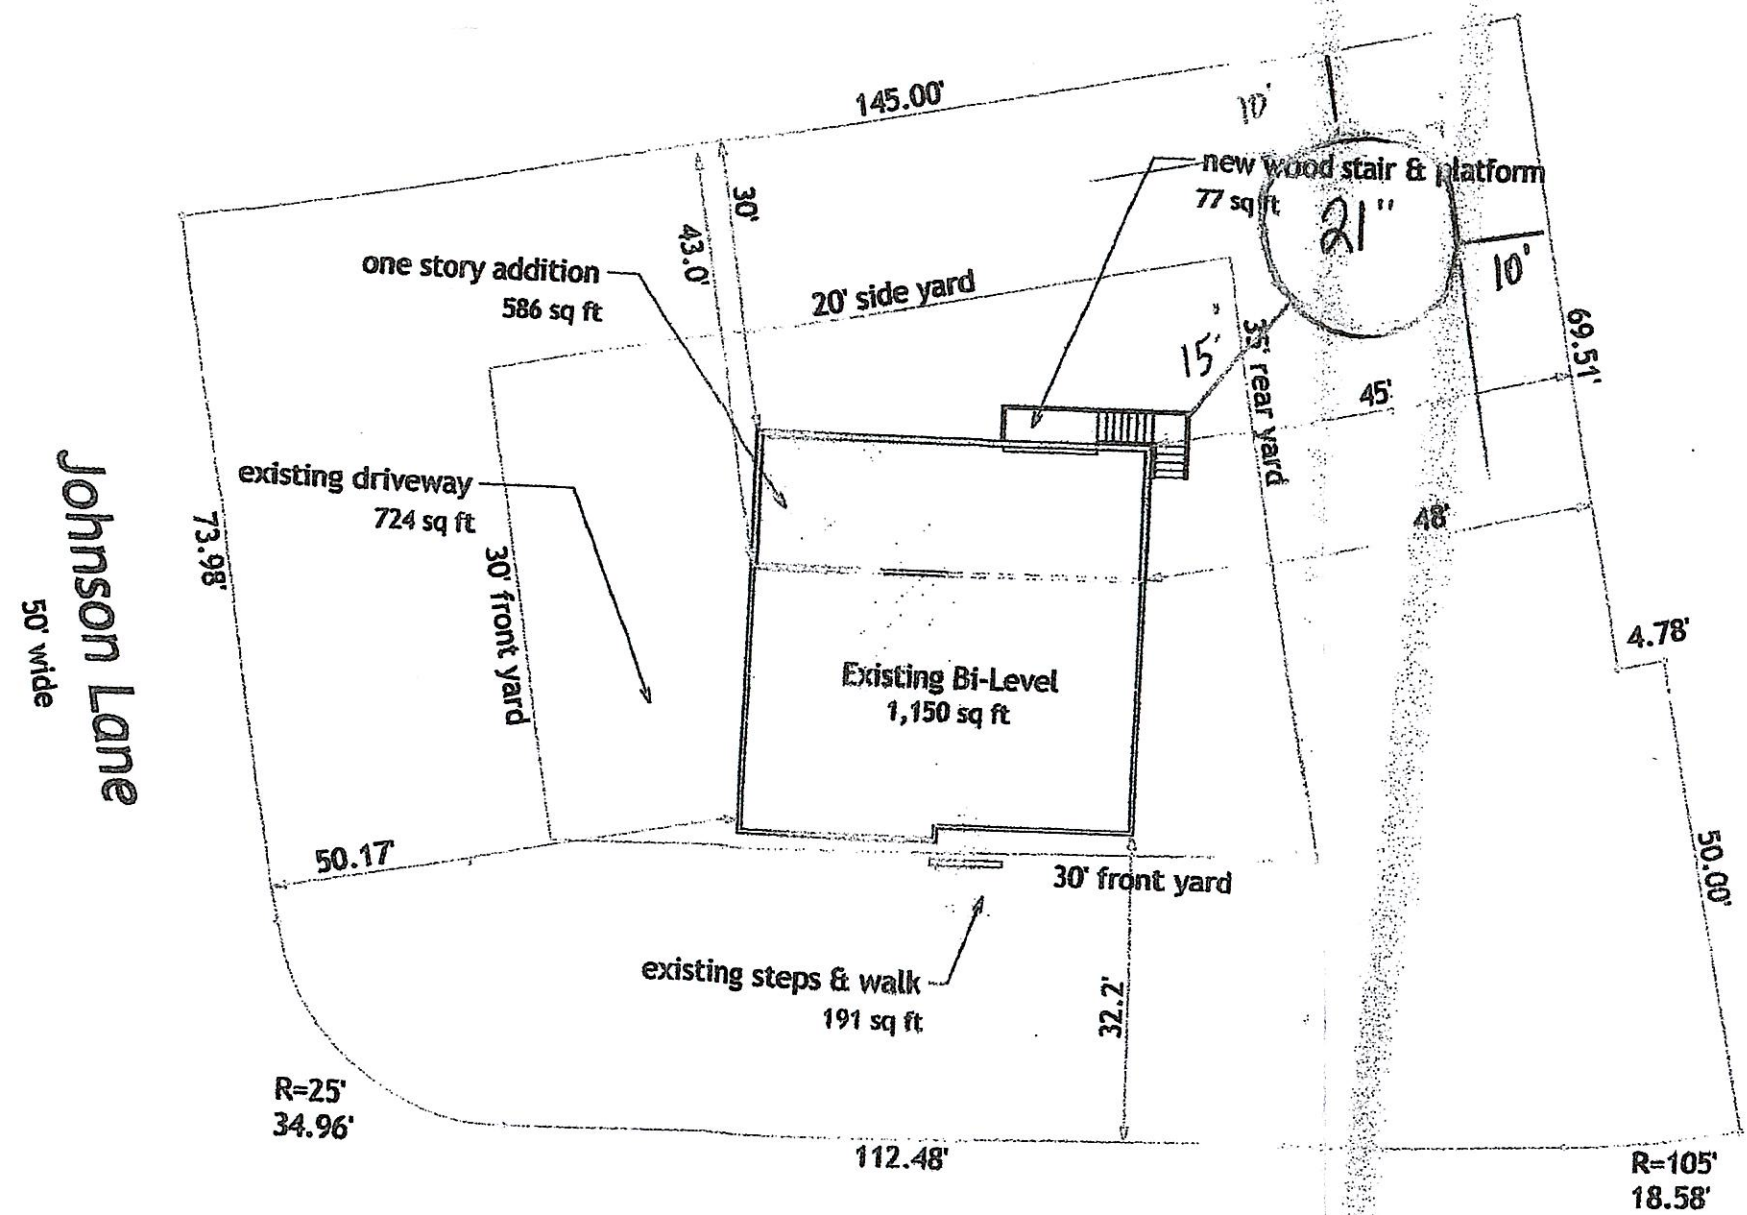 145.00'
10'
new wood stair & platform
77 sq ft
21"
10'
30'
43.0'
one story addition
586 sq ft
20' side yard
15'
35' rear yard
69.51'
45'
existing driveway
724 sq ft
48'
73.98'
30' front yard
Johnson Lane
50' wide
4.78'
Existing Bi-Level
1,150 sq ft
50.17'
30' front yard
50.00'
existing steps & walk
191 sq ft
32.2'
R=25'
34.96'
112.48'
R=105'
18.58'